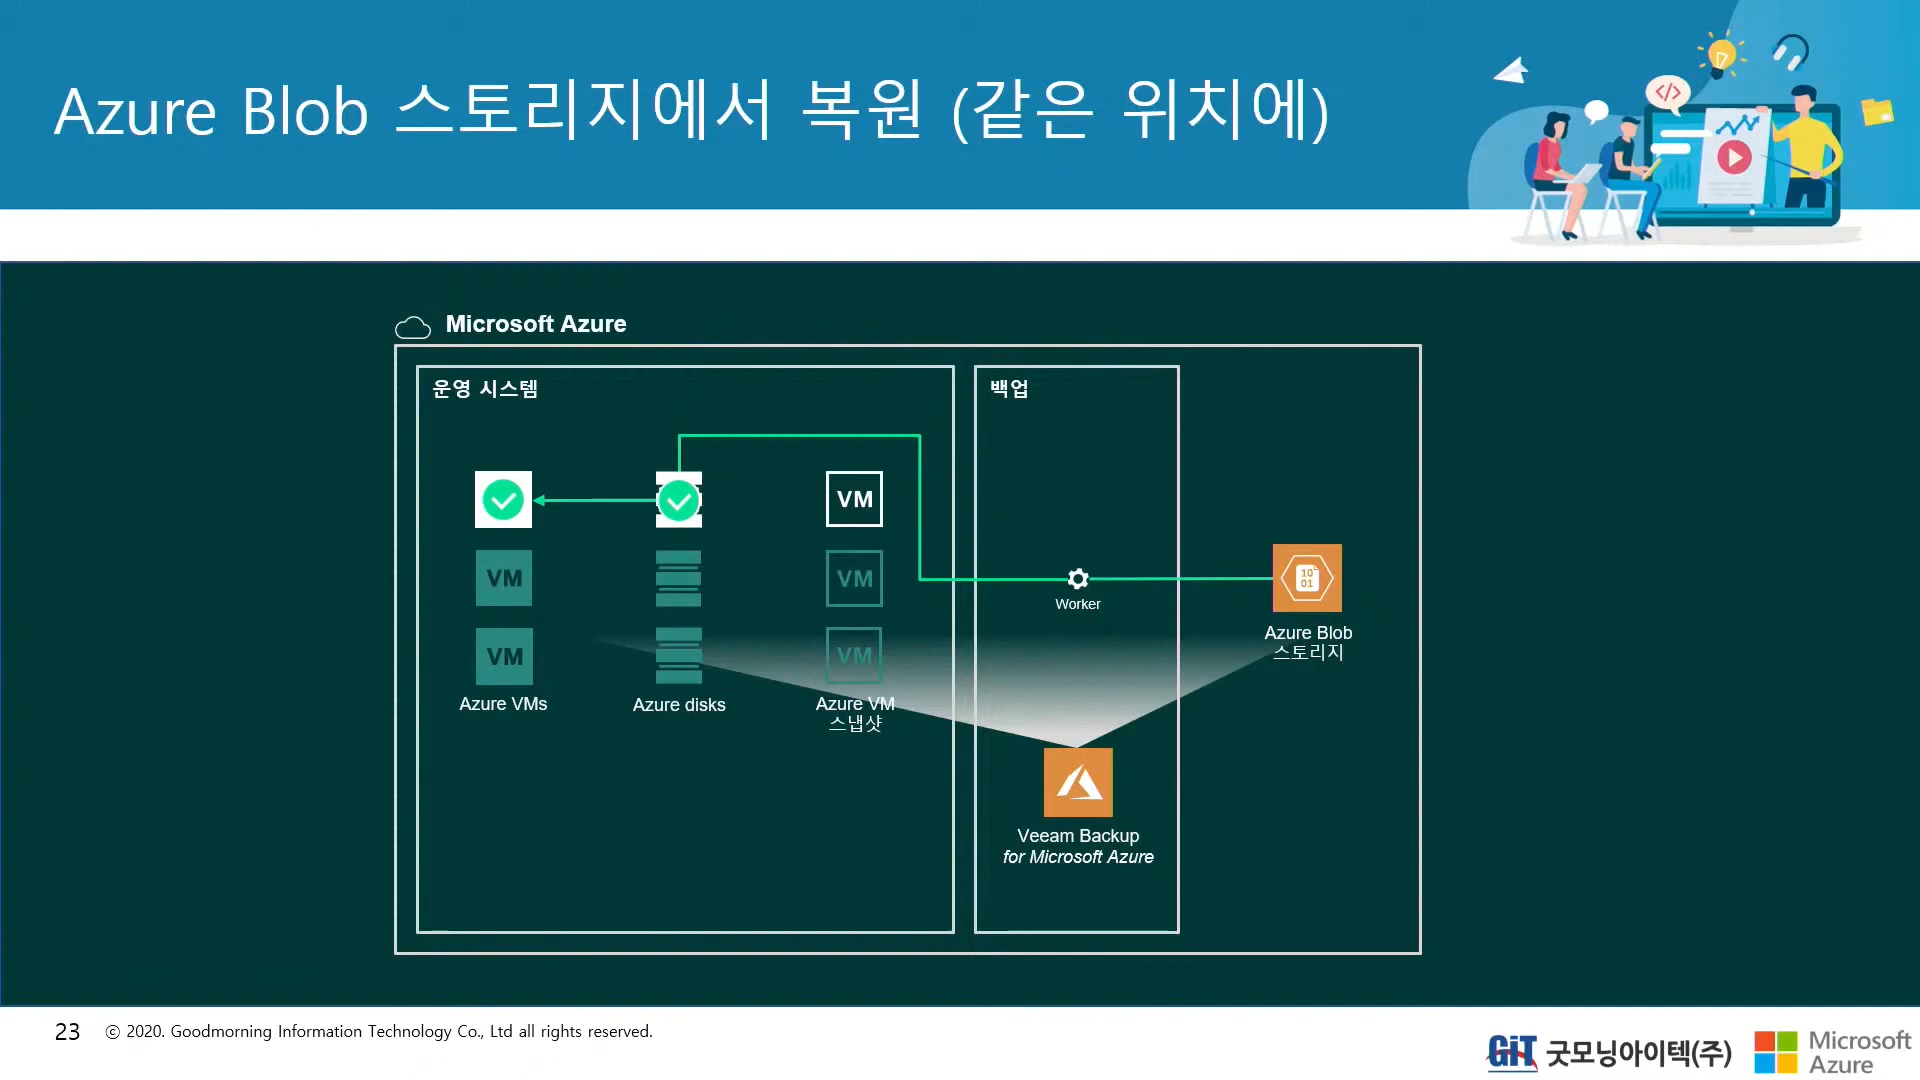 Azure Blob 스토리지에서 복원 (같은 위치에)
</>
Microsoft Azure
운영 시스템
백업
VM
VM
VM
VM
VM
Azure VMs
Azure disks
Azure VM
스냅샷
Worker
10
01
Azure Blob
스토리지
Veeam Backup
for Microsoft Azure
23
© 2020. Goodmorning Information Technology Co., Ltd all rights reserved.
GiT 굿모닝아이텍(주)
Microsoft
Azure